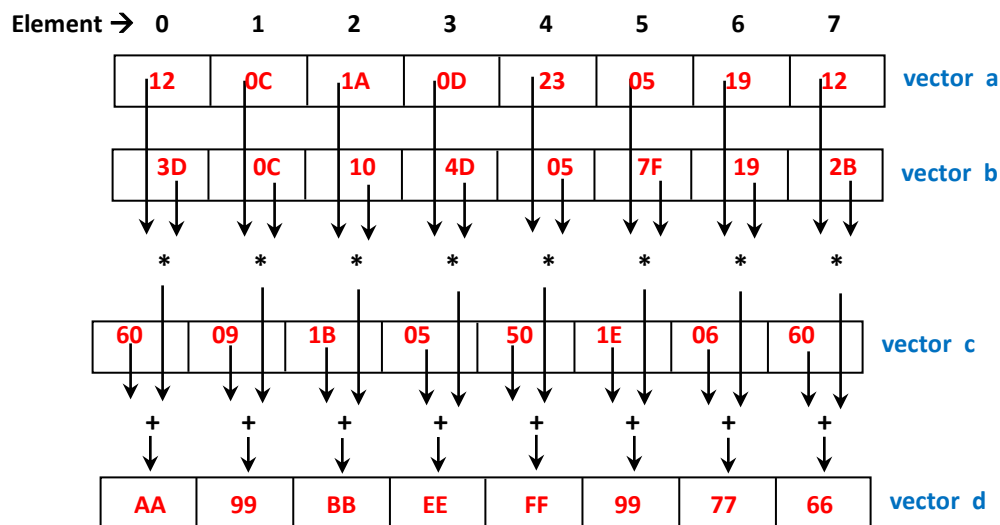 Element → 0 1 2 3 4 5 6 7
12 0C 1A 0D 23 05 19 12 vector a
3D 0C 10 4D 05 7F 19 2B vector b
* * * * * * * *
60 09 1B 05 50 1E 06 60 vector c
+ + + + + + + +
AA 99 BB EE FF 99 77 66 vector d